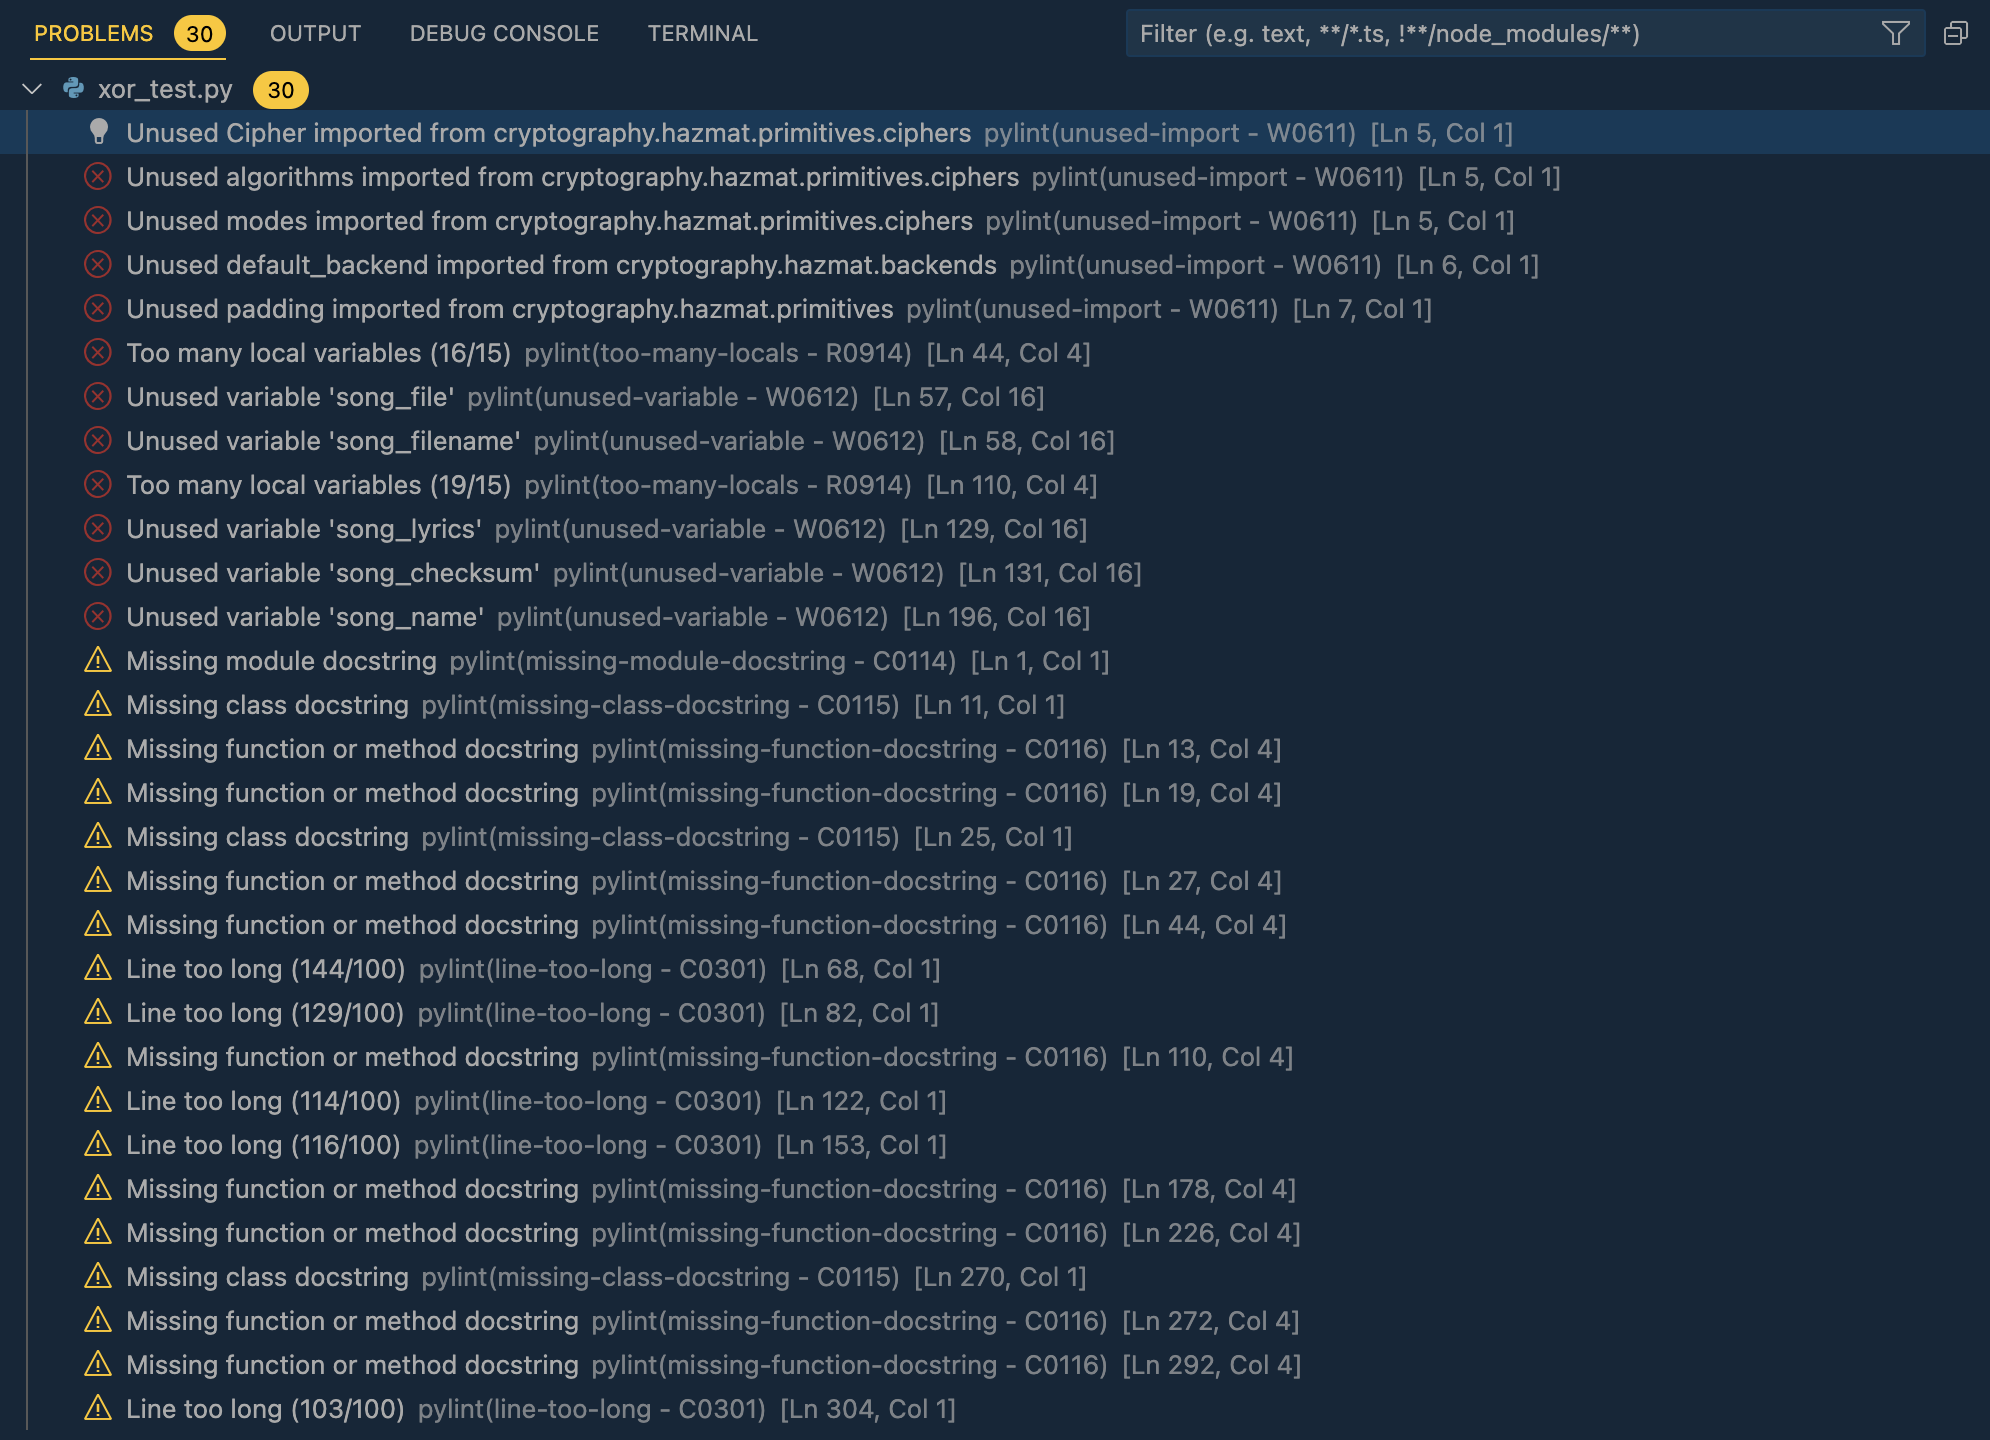 PROBLEMS 30 OUTPUT DEBUG CONSOLE TERMINAL Filter (e.g. text, **/*.ts, !**/node_modules/**)
xor_test.py 30
Unused Cipher imported from cryptography.hazmat.primitives.ciphers pylint(unused-import - W0611) [Ln 5, Col 1]
Unused algorithms imported from cryptography.hazmat.primitives.ciphers pylint(unused-import - W0611) [Ln 5, Col 1]
Unused modes imported from cryptography.hazmat.primitives.ciphers pylint(unused-import - W0611) [Ln 5, Col 1]
Unused default_backend imported from cryptography.hazmat.backends pylint(unused-import - W0611) [Ln 6, Col 1]
Unused padding imported from cryptography.hazmat.primitives pylint(unused-import - W0611) [Ln 7, Col 1]
Too many local variables (16/15) pylint(too-many-locals - R0914) [Ln 44, Col 4]
Unused variable 'song_file' pylint(unused-variable - W0612) [Ln 57, Col 16]
Unused variable 'song_filename' pylint(unused-variable - W0612) [Ln 58, Col 16]
Too many local variables (19/15) pylint(too-many-locals - R0914) [Ln 110, Col 4]
Unused variable 'song_lyrics' pylint(unused-variable - W0612) [Ln 129, Col 16]
Unused variable 'song_checksum' pylint(unused-variable - W0612) [Ln 131, Col 16]
Unused variable 'song_name' pylint(unused-variable - W0612) [Ln 196, Col 16]
Missing module docstring pylint(missing-module-docstring - C0114) [Ln 1, Col 1]
Missing class docstring pylint(missing-class-docstring - C0115) [Ln 11, Col 1]
Missing function or method docstring pylint(missing-function-docstring - C0116) [Ln 13, Col 4]
Missing function or method docstring pylint(missing-function-docstring - C0116) [Ln 19, Col 4]
Missing class docstring pylint(missing-class-docstring - C0115) [Ln 25, Col 1]
Missing function or method docstring pylint(missing-function-docstring - C0116) [Ln 27, Col 4]
Missing function or method docstring pylint(missing-function-docstring - C0116) [Ln 44, Col 4]
Line too long (144/100) pylint(line-too-long - C0301) [Ln 68, Col 1]
Line too long (129/100) pylint(line-too-long - C0301) [Ln 82, Col 1]
Missing function or method docstring pylint(missing-function-docstring - C0116) [Ln 110, Col 4]
Line too long (114/100) pylint(line-too-long - C0301) [Ln 122, Col 1]
Line too long (116/100) pylint(line-too-long - C0301) [Ln 153, Col 1]
Missing function or method docstring pylint(missing-function-docstring - C0116) [Ln 178, Col 4]
Missing function or method docstring pylint(missing-function-docstring - C0116) [Ln 226, Col 4]
Missing class docstring pylint(missing-class-docstring - C0115) [Ln 270, Col 1]
Missing function or method docstring pylint(missing-function-docstring - C0116) [Ln 272, Col 4]
Missing function or method docstring pylint(missing-function-docstring - C0116) [Ln 292, Col 4]
Line too long (103/100) pylint(line-too-long - C0301) [Ln 304, Col 1]